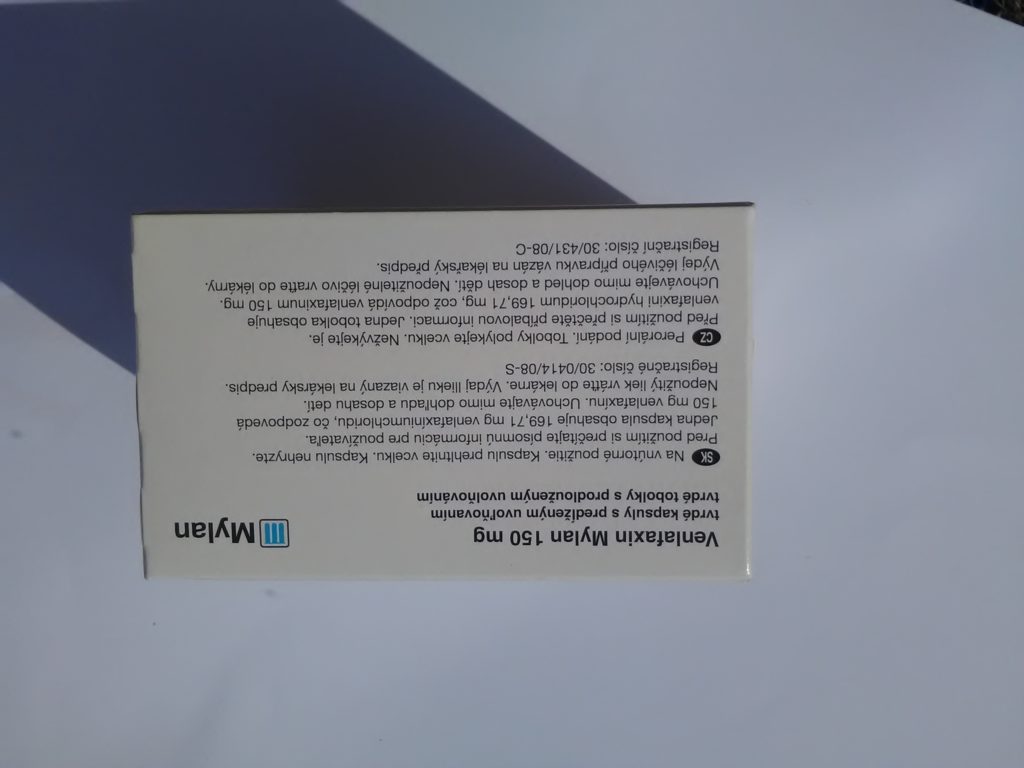 Venlafaxin Mylan 150 mg
tvrdé kapsuly s predĺženým uvoľňovaním
tvrdé tobolky s prodlouženým uvolňováním
Mylan
SK Na vnútorné použitie. Kapsulu prehltnite vcelku. Kapsulu nehryzte.
Pred použitím si prečítajte písomnú informáciu pre používateľa.
Jedna kapsula obsahuje 169,71 mg venlafaxíniumchloridu, čo zodpovedá
150 mg venlafaxínu. Uchovávajte mimo dohľadu a dosahu detí.
Nepoužitý liek vráťte do lekárne. Výdaj lieku je viazaný na lekársky predpis.
Registračné číslo: 30/0414/08-S
CZ Perorální podání. Tobolky polykejte vcelku. Nežvýkejte je.
Před použitím si přečtěte příbalovou informaci. Jedna tobolka obsahuje
venlafaxini hydrochloridum 169,71 mg, což odpovídá venlafaxinum 150 mg.
Uchovávejte mimo dohled a dosah dětí. Nepoužitelné léčivo vraťte do lékárny.
Výdej léčivého přípravku vázán na lékařský předpis.
Registrační číslo: 30/431/08-C